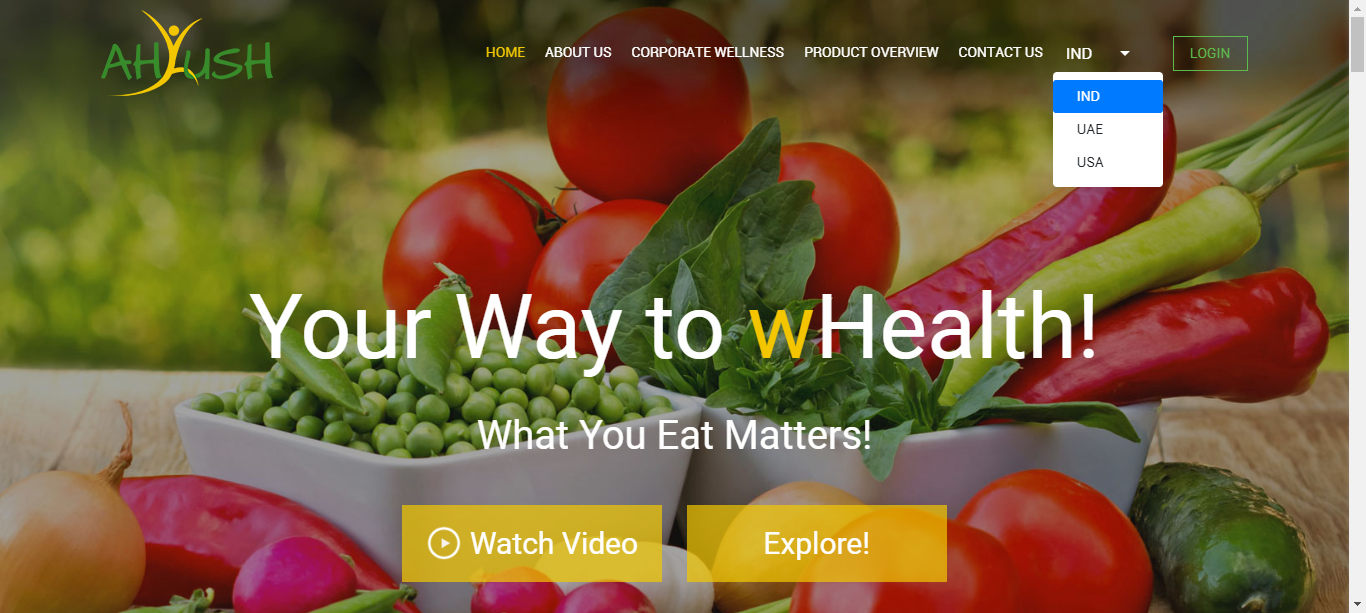 AHYUSH
HOME ABOUT US CORPORATE WELLNESS PRODUCT OVERVIEW CONTACT US IND LOGIN
IND
UAE
USA
Your Way to wHealth!
What You Eat Matters!
Watch Video Explore!